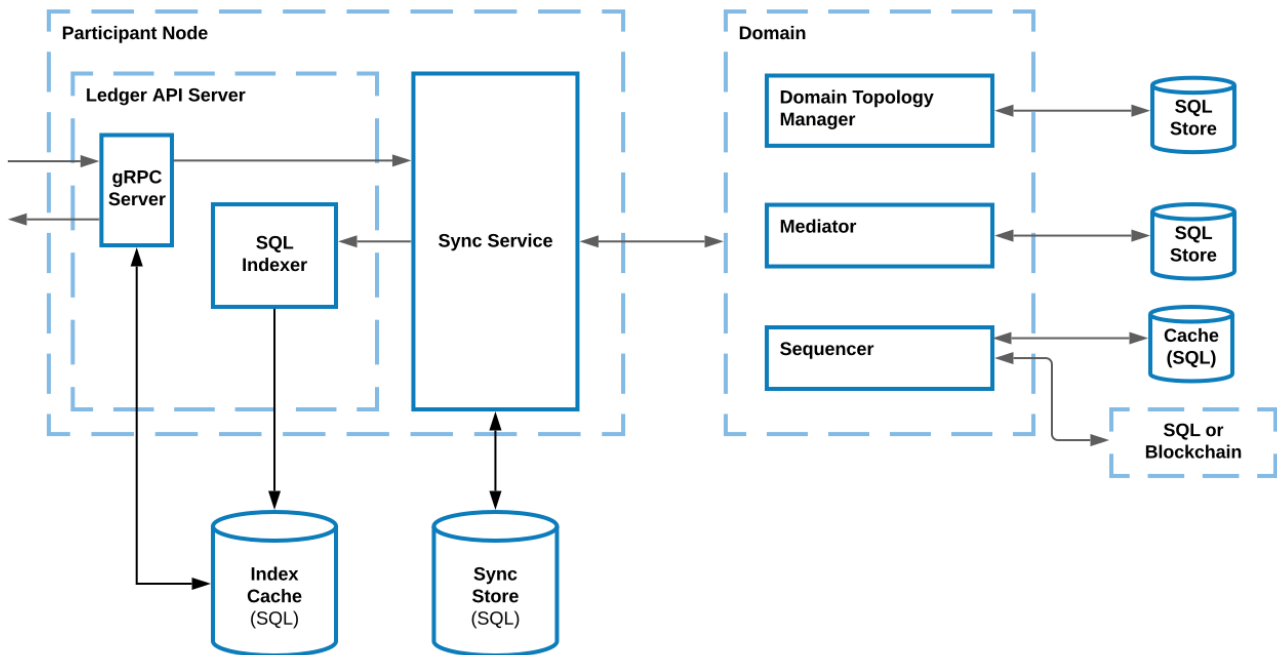 Participant Node
Ledger API Server
gRPC
Server
SQL
Indexer
Sync Service
Index
Cache
(SQL)
Sync
Store
(SQL)
Domain
Domain Topology
Manager
SQL
Store
Mediator
SQL
Store
Sequencer
Cache
(SQL)
SQL or
Blockchain